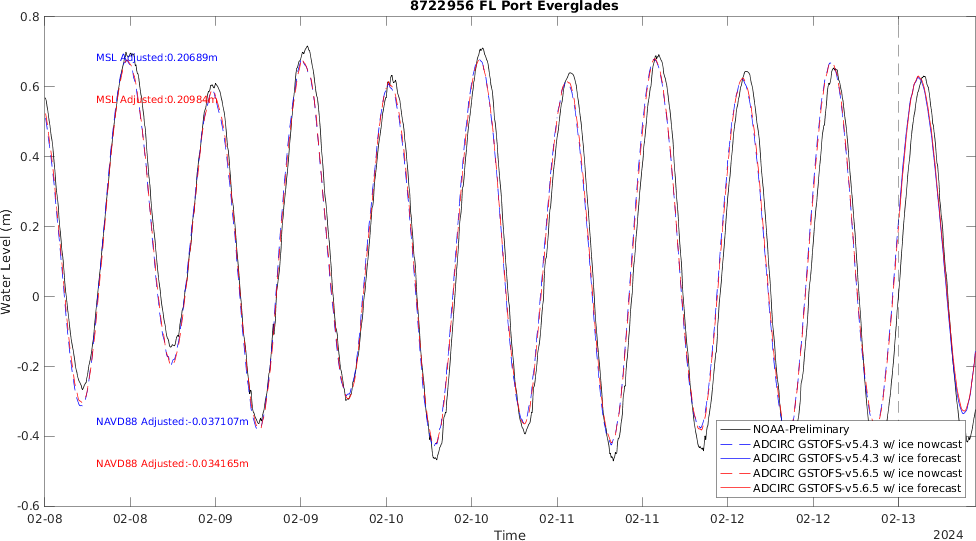 8722956 FL Port Everglades
0.8
0.6
0.4
0.2
0
-0.2
-0.4
-0.6
Water Level (m)
MSL Adjusted:0.20689m
MSL Adjusted:0.20984m
NAVD88 Adjusted:-0.037107m
NAVD88 Adjusted:-0.034165m
NOAA-Preliminary
ADCIRC GSTOFS-v5.4.3 w/ ice nowcast
ADCIRC GSTOFS-v5.4.3 w/ ice forecast
ADCIRC GSTOFS-v5.6.5 w/ ice nowcast
ADCIRC GSTOFS-v5.6.5 w/ ice forecast
02-08 02-08 02-09 02-09 02-10 02-10 02-11 02-11 02-12 02-12 02-13
Time
2024